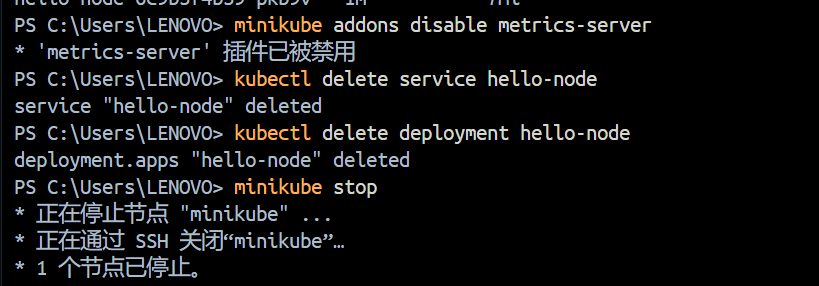 PS C:\Users\LENOVO> minikube addons disable metrics-server
* 'metrics-server' 插件已被禁用
PS C:\Users\LENOVO> kubectl delete service hello-node
service "hello-node" deleted
PS C:\Users\LENOVO> kubectl delete deployment hello-node
deployment.apps "hello-node" deleted
PS C:\Users\LENOVO> minikube stop
* 正在停止节点 "minikube" ...
* 正在通过 SSH 关闭“minikube”…
* 1 个节点已停止。